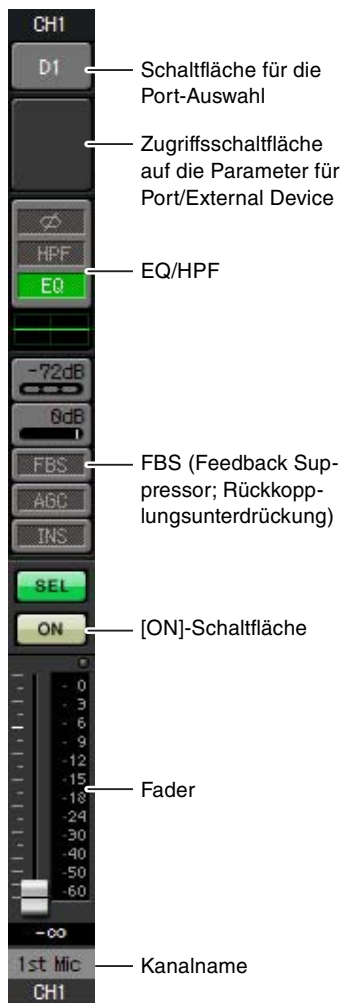 CH1
D1
Schaltfläche für die
Port-Auswahl
Zugriffsschaltfläche
auf die Parameter für
Port/External Device
HPF
EQ
EQ/HPF
-72dB
0dB
FBS
FBS (Feedback Sup-
pressor; Rückkopp-
lungsunterdrückung)
AGC
INS
SEL
ON
[ON]-Schaltfläche
- 0
- 3
- 6
- 9
-12
-15
-18
-24
-30
-40
-50
-60
Fader
-∞
1st Mic
Kanalname
CH1